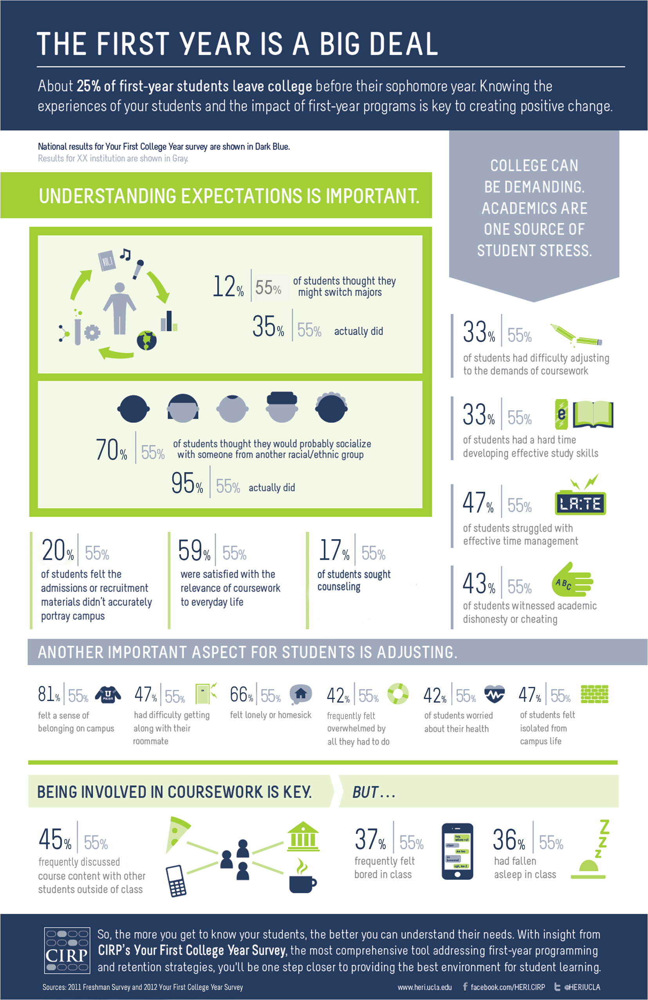 THE FIRST YEAR IS A BIG DEAL
About 25% of first-year students leave college before their sophomore year. Knowing the
experiences of your students and the impact of first-year programs is key to creating positive change.
National results for Your First College Year survey are shown in Dark Blue.
Results for XX institution are shown in Gray.
UNDERSTANDING EXPECTATIONS IS IMPORTANT.
VOL.1
12% 55% of students thought they
might switch majors
35% 55% actually did
70% 55% of students thought they would probably socialize
with someone from another racial/ethnic group
95% 55% actually did
20% 55%
of students felt the
admissions or recruitment
materials didn't accurately
portray campus
59% 55%
were satisfied with the
relevance of coursework
to everyday life
17% 55%
of students sought
counseling
COLLEGE CAN
BE DEMANDING.
ACADEMICS ARE
ONE SOURCE OF
STUDENT STRESS.
33% 55%
of students had difficulty adjusting
to the demands of coursework
33% 55%
e
of students had a hard time
developing effective study skills
47% 55%
LA:TE
of students struggled with
effective time management
43% 55%
ABC
of students witnessed academic
dishonesty or cheating
ANOTHER IMPORTANT ASPECT FOR STUDENTS IS ADJUSTING.
81% 55%
U
PRIDE
felt a sense of
belonging on campus
47% 55%
had difficulty getting
along with their
roommate
66% 55%
felt lonely or homesick
42% 55%
frequently felt
overwhelmed by
all they had to do
42% 55%
of students worried
about their health
47% 55%
of students felt
isolated from
campus life
BEING INVOLVED IN COURSEWORK IS KEY.
BUT...
45% 55%
frequently discussed
course content with other
students outside of class
37% 55%
frequently felt
bored in class
hey,
where r u?
class
me too
so
booored
ugh, me 2
36% 55%
had fallen
asleep in class
Z
Z
Z
CIRP
So, the more you get to know your students, the better you can understand their needs. With insight from
CIRP's Your First College Year Survey, the most comprehensive tool addressing first-year programming
and retention strategies, you'll be one step closer to providing the best environment for student learning.
Sources: 2011 Freshman Survey and 2012 Your First College Year Survey
www.heri.ucla.edu f facebook.com/HERI.CIRP t @HERIUCLA